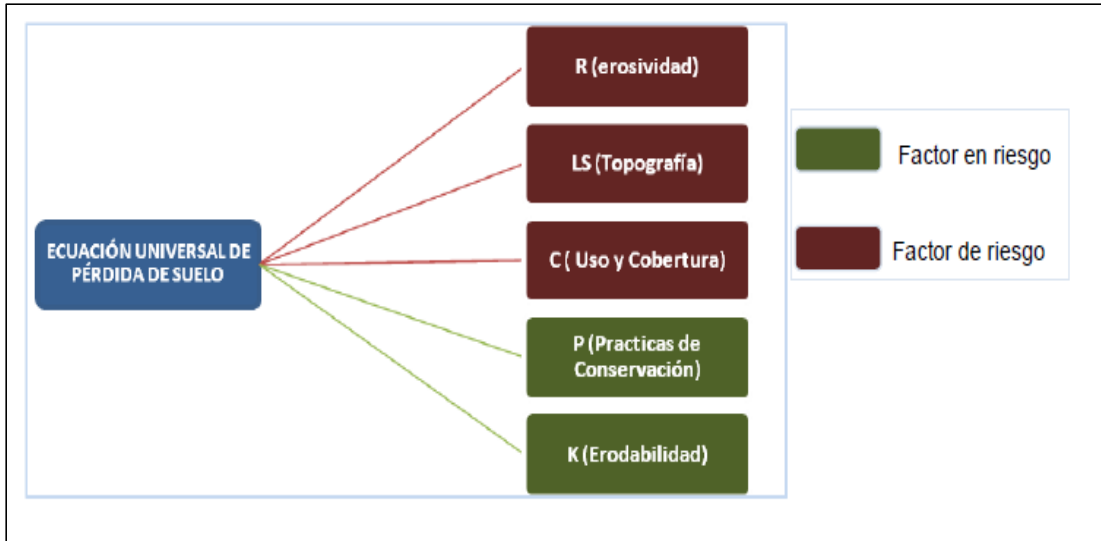 ECUACIÓN UNIVERSAL DE
PÉRDIDA DE SUELO
R (erosividad)
LS (Topografía)
C ( Uso y Cobertura)
P (Practicas de
Conservación)
K (Erodabilidad)
Factor en riesgo
Factor de riesgo